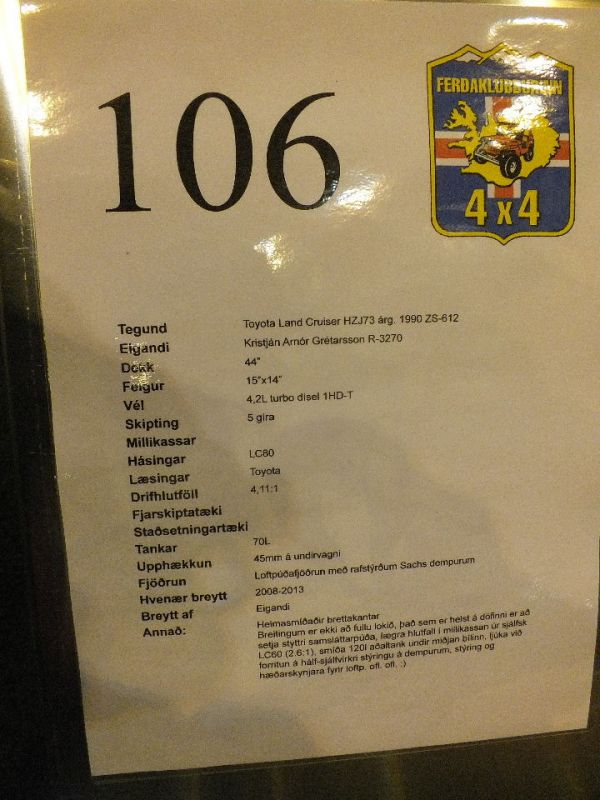 106
FERÐAKLÚBBURINN
4x4
Tegund Toyota Land Cruiser HZJ73 árg. 1990 ZS-612
Eigandi Kristján Arnór Grétarsson R-3270
Dekk 44"
Felgur 15"x14"
Vél 4,2L turbo dísel 1HD-T
Skipting 5 gíra
Millikassar
Hásingar LC80
Læsingar Toyota
Drifhlutföll 4,11:1
Fjarskiptatæki
Staðsetningartæki
Tankar 70L
Upphækkun 45mm á undirvagni
Fjöðrun Loftpúðafjöðrun með rafstýrðum Sachs dempurum
Hvenær breytt 2008-2013
Breytt af Eigandi
Annað: Heimasmíðaðir brettakantar
Breitingum er ekki að fullu lokið, það sem er helst á döfinni er að
setja styttri samsláttarpúða, lægra hlutfall í millikassan úr sjálfsk
LC60 (2.6:1), smíða 120l aðaltank undir miðjan bílinn, ljúka við
forritun á hálf-sjálfvirkri stýringu á dempurum, stýring og
hæðarskynjara fyrir loftp. ofl. ofl. :)